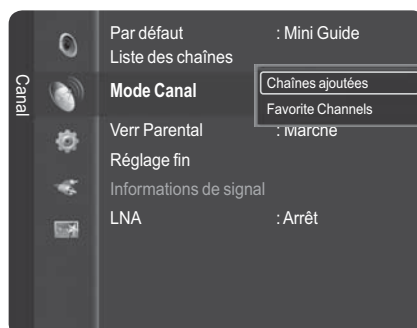 Canal
Par défaut : Mini Guide
Liste des chaînes
Mode Canal
Chaînes ajoutées
Favorite Channels
Verr Parental : Marche
Réglage fin
Informations de signal
LNA : Arrêt